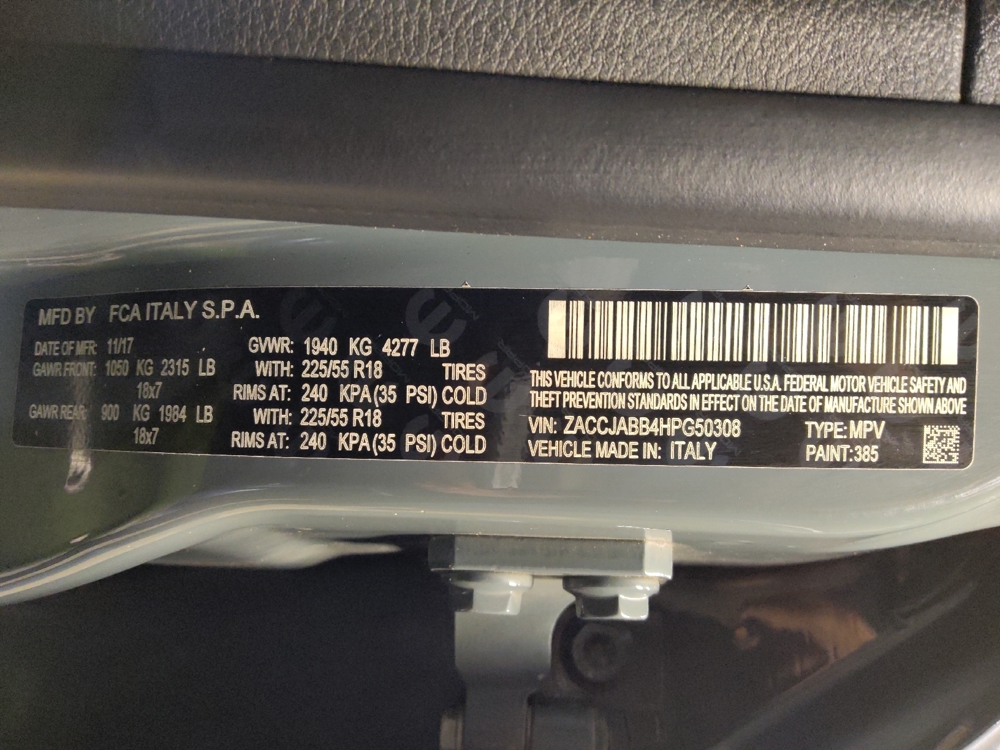 MFD BY FCA ITALY S.P.A.
DATE OF MFR: 11/17
GAWR FRONT: 1050 KG 2315 LB
18x7
GAWR REAR: 900 KG 1984 LB
18x7
GVWR: 1940 KG 4277 LB
WITH: 225/55 R18 TIRES
RIMS AT: 240 KPA(35 PSI) COLD
WITH: 225/55 R18 TIRES
RIMS AT: 240 KPA(35 PSI) COLD
THIS VEHICLE CONFORMS TO ALL APPLICABLE U.S.A. FEDERAL MOTOR VEHICLE SAFETY AND
THEFT PREVENTION STANDARDS IN EFFECT ON THE DATE OF MANUFACTURE SHOWN ABOVE
VIN: ZACCJABB4HPG50308 TYPE: MPV
VEHICLE MADE IN: ITALY PAINT: 385